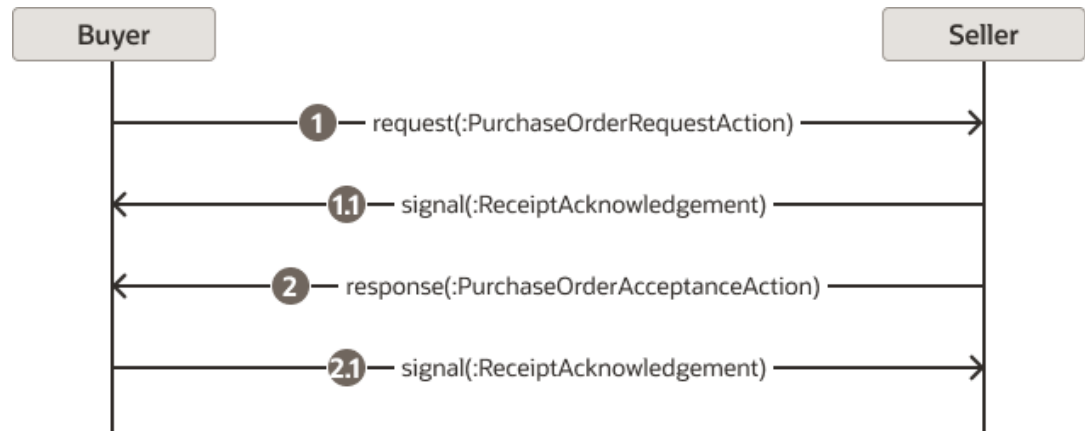 Buyer
Seller
1 request(:PurchaseOrderRequestAction)
1.1 signal(:ReceiptAcknowledgement)
2 response(:PurchaseOrderAcceptanceAction)
2.1 signal(:ReceiptAcknowledgement)